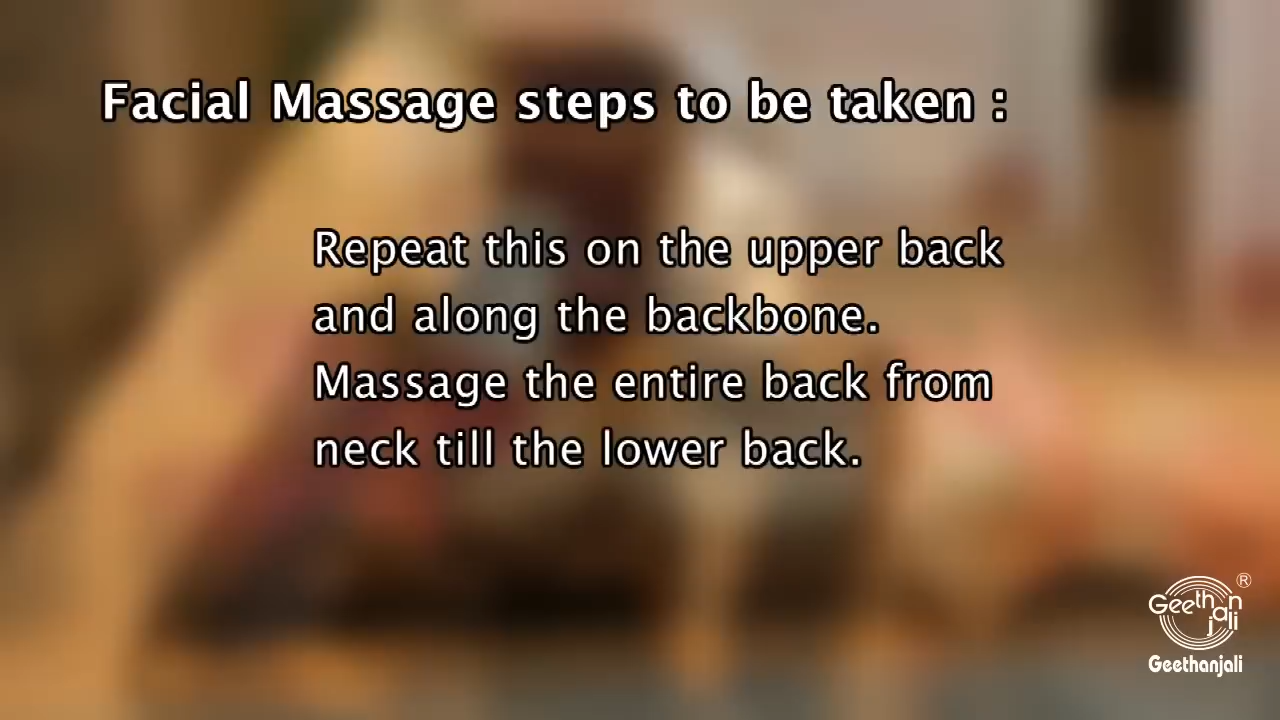 Facial Massage steps to be taken :
Repeat this on the upper back
and along the backbone.
Massage the entire back from
neck till the lower back.
Geethanjali ®
Geethanjali